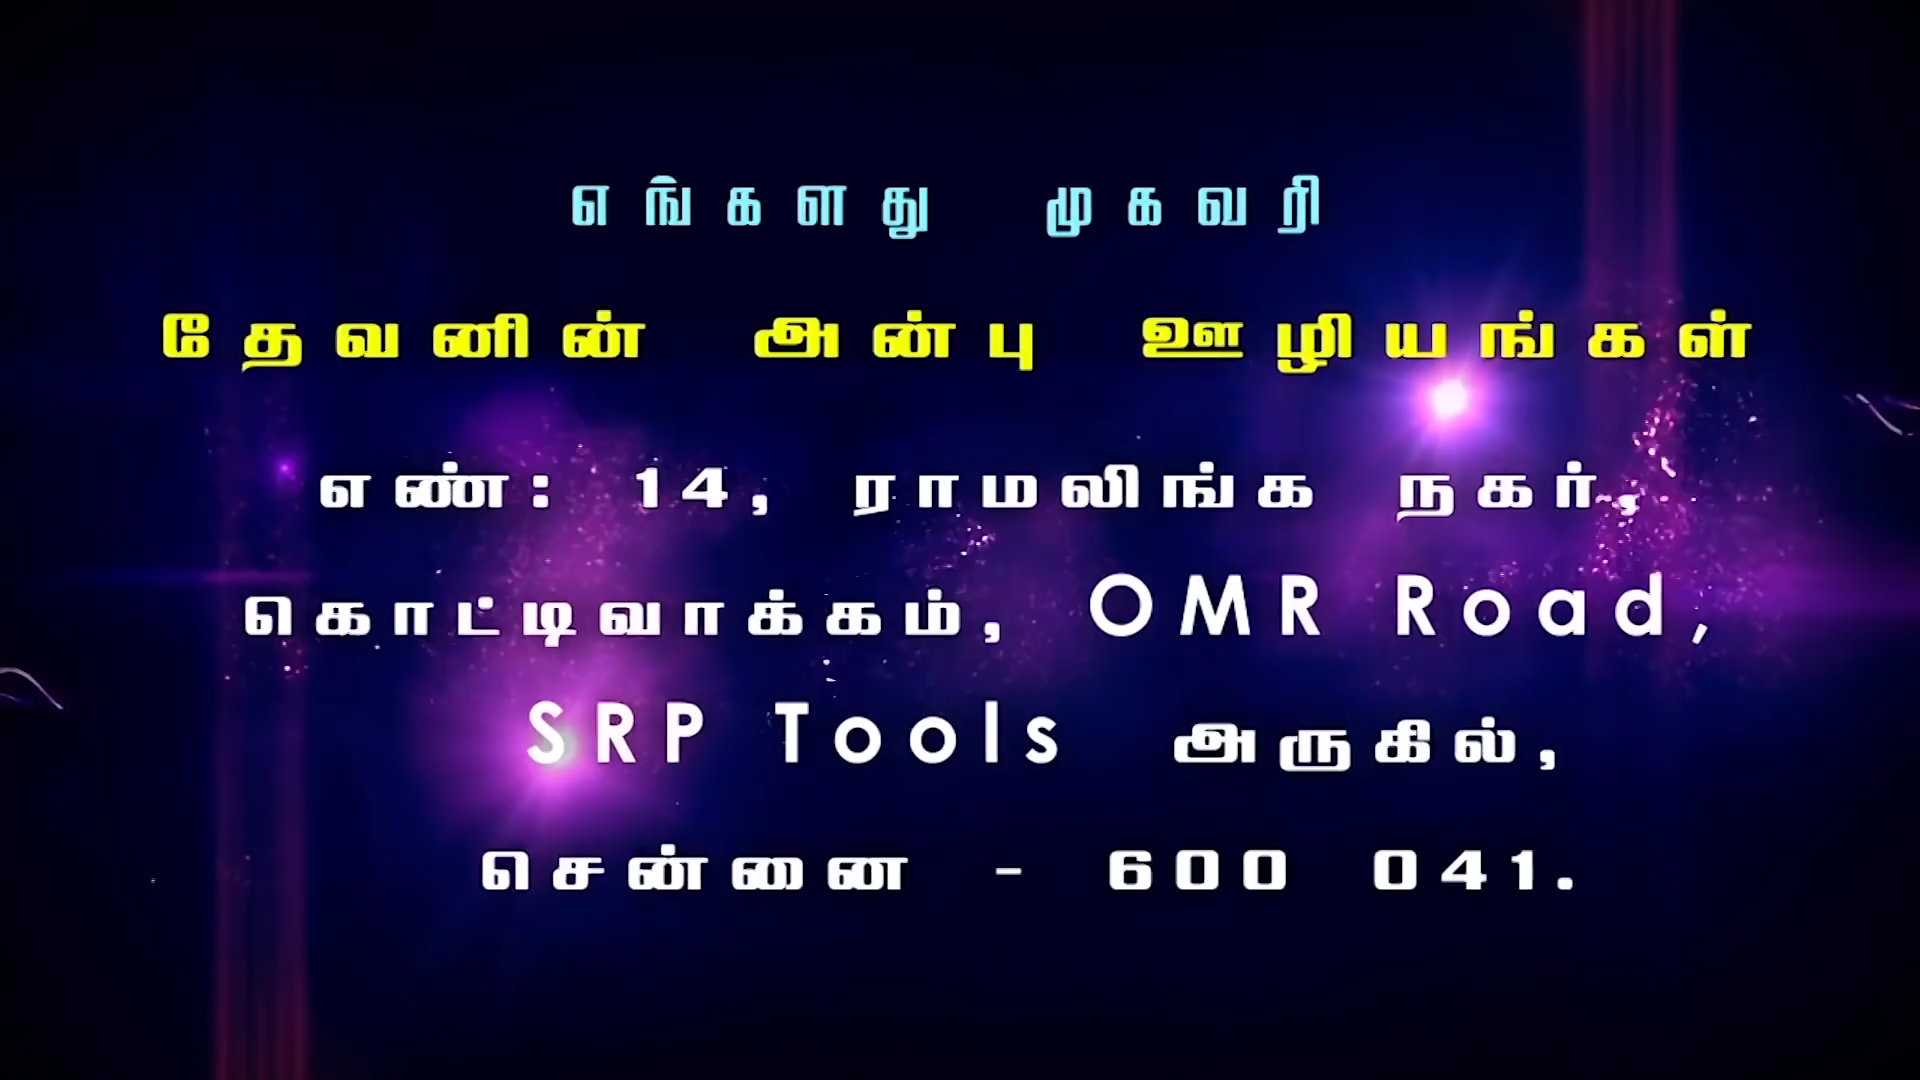 எங்களது முகவரி
தேவனின் அன்பு ஊழியங்கள்
எண்: 14, ராமலிங்க நகர்,
கொட்டிவாக்கம், OMR Road,
SRP Tools அருகில்,
சென்னை - 600 041.